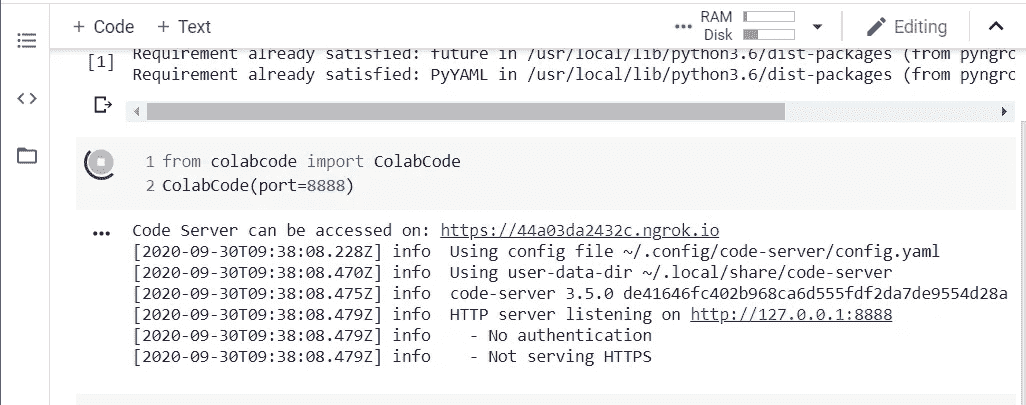 + Code + Text
RAM
Disk
Editing
[1]
Requirement already satisfied: future in /usr/local/lib/python3.6/dist-packages (from pyngro
Requirement already satisfied: PyYAML in /usr/local/lib/python3.6/dist-packages (from pyngro
1 from colabcode import ColabCode
2 ColabCode(port=8888)
Code Server can be accessed on: https://44a03da2432c.ngrok.io
[2020-09-30T09:38:08.228Z] info  Using config file ~/.config/code-server/config.yaml
[2020-09-30T09:38:08.470Z] info  Using user-data-dir ~/.local/share/code-server
[2020-09-30T09:38:08.475Z] info  code-server 3.5.0 de41646fc402b968ca6d555fdf2da7de9554d28a
[2020-09-30T09:38:08.479Z] info  HTTP server listening on http://127.0.0.1:8888
[2020-09-30T09:38:08.479Z] info    - No authentication
[2020-09-30T09:38:08.479Z] info    - Not serving HTTPS